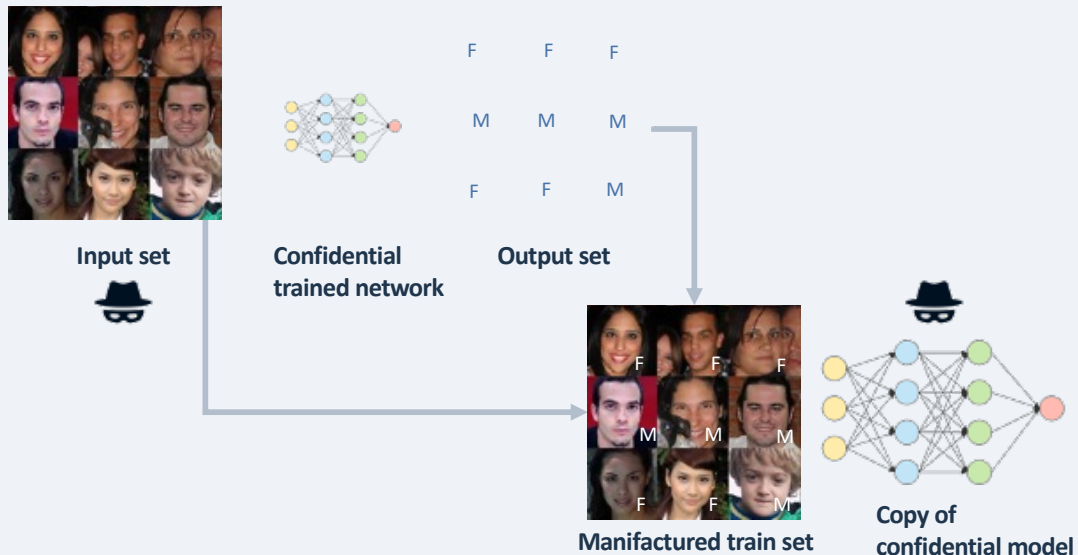 F F F
M M M
F F M
Input set
Confidential
trained network
Output set
F F F
M M M
F F M
Manifactured train set
Copy of
confidential model